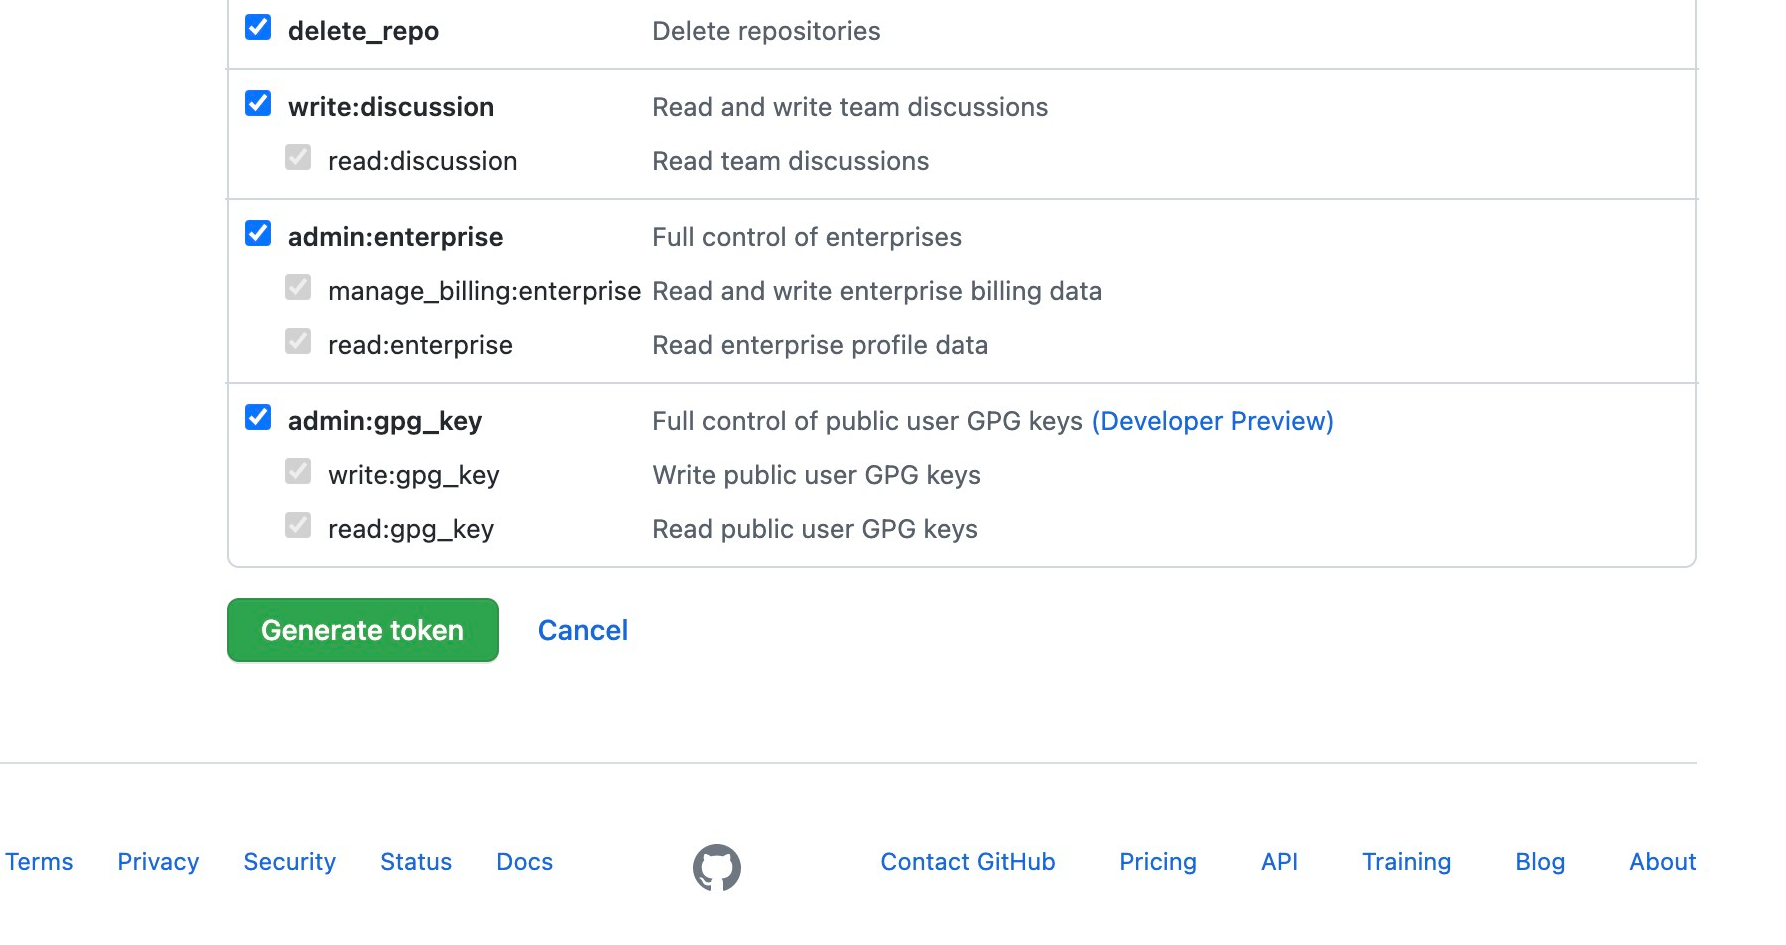 delete_repo Delete repositories
write:discussion Read and write team discussions
read:discussion Read team discussions
admin:enterprise Full control of enterprises
manage_billing:enterprise Read and write enterprise billing data
read:enterprise Read enterprise profile data
admin:gpg_key Full control of public user GPG keys (Developer Preview)
write:gpg_key Write public user GPG keys
read:gpg_key Read public user GPG keys
Generate token Cancel
Terms Privacy Security Status Docs Contact GitHub Pricing API Training Blog About